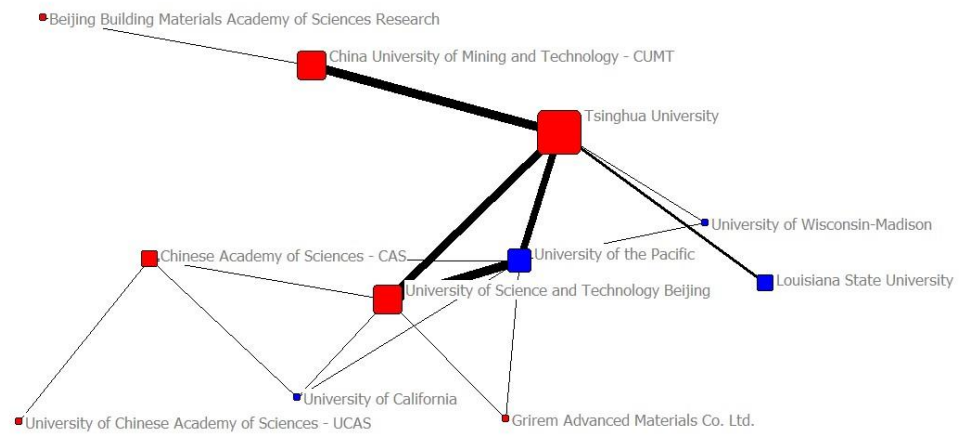 Beijing Building Materials Academy of Sciences Research
China University of Mining and Technology - CUMT
Tsinghua University
University of Wisconsin-Madison
Chinese Academy of Sciences - CAS
University of the Pacific
Louisiana State University
University of Science and Technology Beijing
University of California
University of Chinese Academy of Sciences - UCAS
Grirem Advanced Materials Co. Ltd.